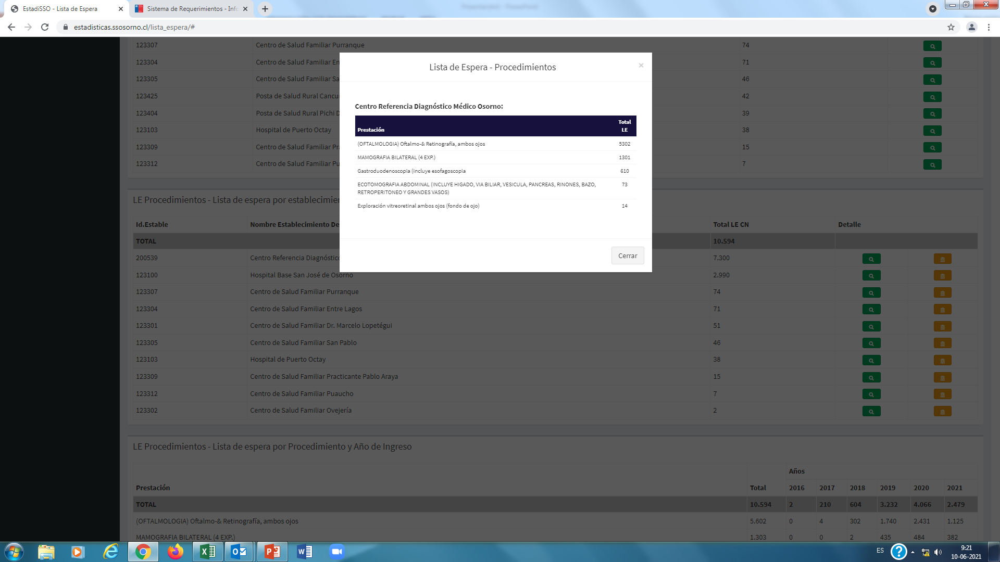 EstadiSSO - Lista de Espera
Sistema de Requerimientos - Info
estadisticas.ssosorno.cl/lista_espera/#
123307 Centro de Salud Familiar Purranque 74
123304 Centro de Salud Familiar En 71
123305 Centro de Salud Familiar Sa 46
123425 Posta de Salud Rural Cancu 42
123404 Posta de Salud Rural Pichi D 39
123103 Hospital de Puerto Octay 38
123309 Centro de Salud Familiar Pr 15
123312 Centro de Salud Familiar Pu 7
Lista de Espera - Procedimientos ×
Centro Referencia Diagnóstico Médico Osorno:
Prestación Total LE
(OFTALMOLOGIA) Oftalmo-& Retinografía, ambos ojos 5302
MAMOGRAFIA BILATERAL (4 EXP.) 1301
Gastroduodenoscopia (incluye esofagoscopia 610
ECOTOMOGRAFIA ABDOMINAL (INCLUYE HIGADO, VIA BILIAR, VESICULA, PANCREAS, RINONES, BAZO, 73
RETROPERITONEO Y GRANDES VASOS)
Exploración vitreoretinal ambos ojos (fondo de ojo) 14
Cerrar
LE Procedimientos - Lista de espera por establecimie
Id.Estable Nombre Establecimiento De Total LE CN Detalle
TOTAL 10.594
200539 Centro Referencia Diagnóstico 7.300
123100 Hospital Base San José de Osorno 2.990
123307 Centro de Salud Familiar Purranque 74
123304 Centro de Salud Familiar Entre Lagos 71
123301 Centro de Salud Familiar Dr. Marcelo Lopetégui 51
123305 Centro de Salud Familiar San Pablo 46
123103 Hospital de Puerto Octay 38
123309 Centro de Salud Familiar Practicante Pablo Araya 15
123312 Centro de Salud Familiar Puaucho 7
123302 Centro de Salud Familiar Ovejería 2
LE Procedimientos - Lista de espera por Procedimiento y Año de Ingreso
Años
Prestación Total 2016 2017 2018 2019 2020 2021
TOTAL 10.594 2 210 604 3.232 4.066 2.479
(OFTALMOLOGIA) Oftalmo-& Retinografía, ambos ojos 5.602 0 4 302 1.740 2.431 1.125
MAMOGRAFIA BILATERAL (4 EXP.) 1.303 0 0 2 435 484 382
ES
9:21
10-06-2021